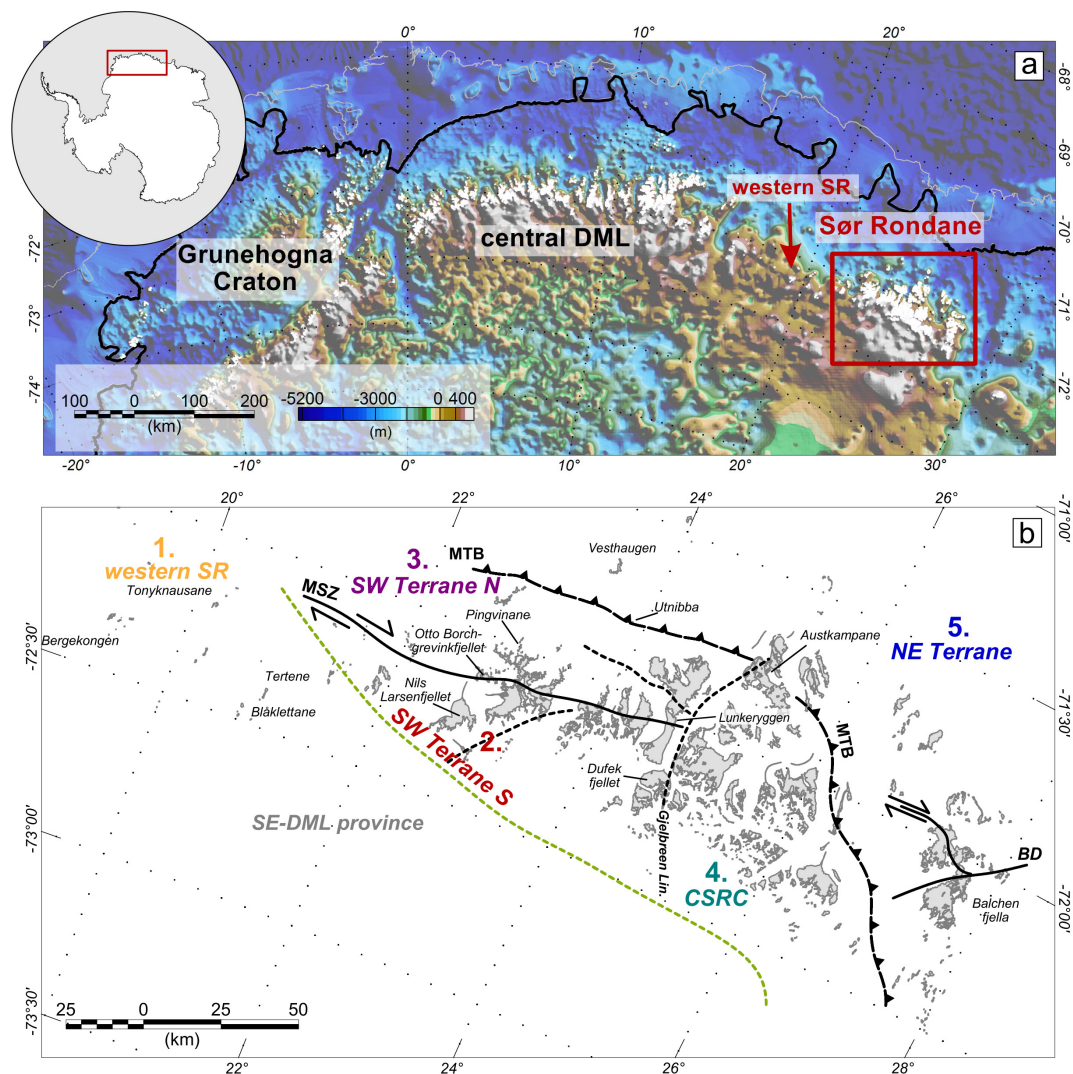 0°
10°
20°
a
-68°
-69°
-70°
-71°
-72°
western SR
Sør Rondane
central DML
Grunehogna
Craton
-72°
-73°
-74°
100 0 100 200
(km)
-5200 -3000 0 400
(m)
-20°
-10°
0°
10°
20°
30°
20°
22°
24°
26°
-71°00'
b
1.
western SR
Tonyknausane
3.
SW Terrane N
MTB
Vesthaugen
MSZ
Pingvinane
Utnibba
Otto Borch-
grevinkfjellet
Austkampane
5.
NE Terrane
-72°30'
Bergekongen
Tertene
Nils
Larsenfjellet
Blåklettane
Lunkeryggen
-71°30'
MTB
SW Terrane S
2.
Dufek
fjellet
SE-DML province
Gjelbreen Lin.
-73°00'
4.
CSRC
BD
Balchen
fjella
-72°00'
-73°30'
25 0 25 50
(km)
22°
24°
26°
28°